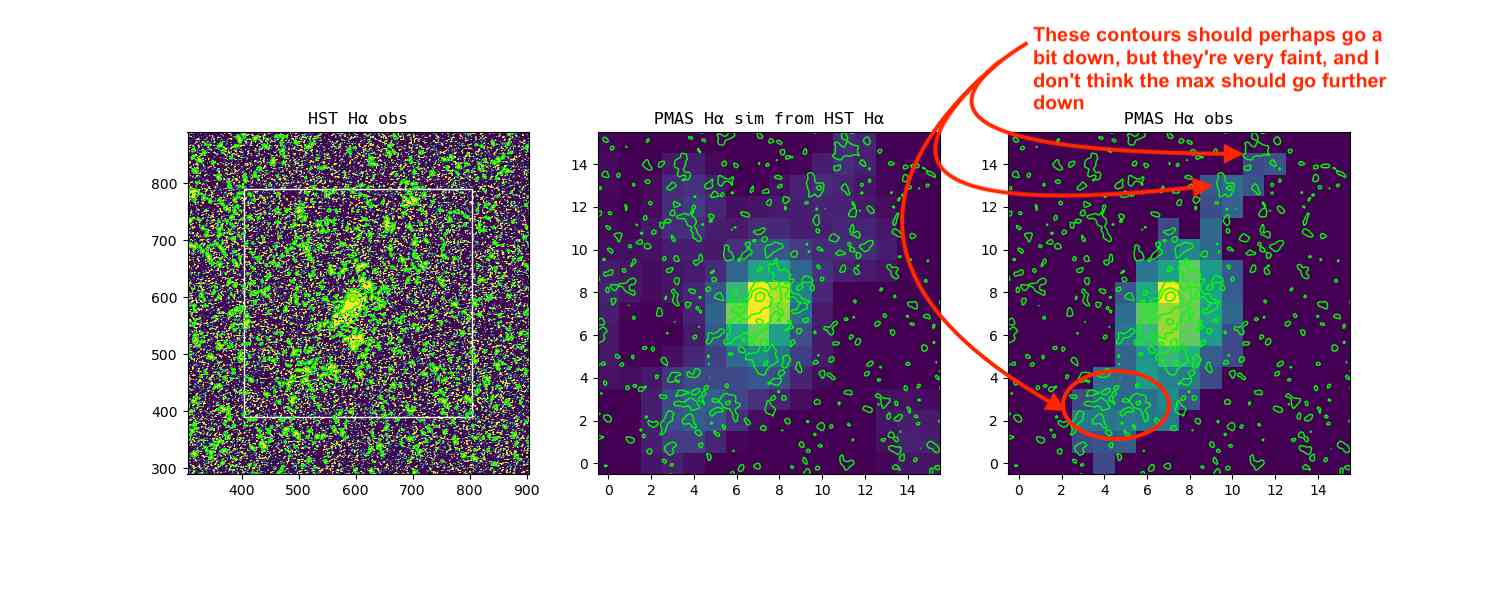 These contours should perhaps go a
bit down, but they're very faint, and I
don't think the max should go further
down
HST Hα obs
PMAS Hα sim from HST Hα
PMAS Hα obs
800
700
600
500
400
300
400 500 600 700 800 900
14
12
10
8
6
4
2
0
0 2 4 6 8 10 12 14
14
12
10
8
6
4
2
0
0 2 4 6 8 10 12 14